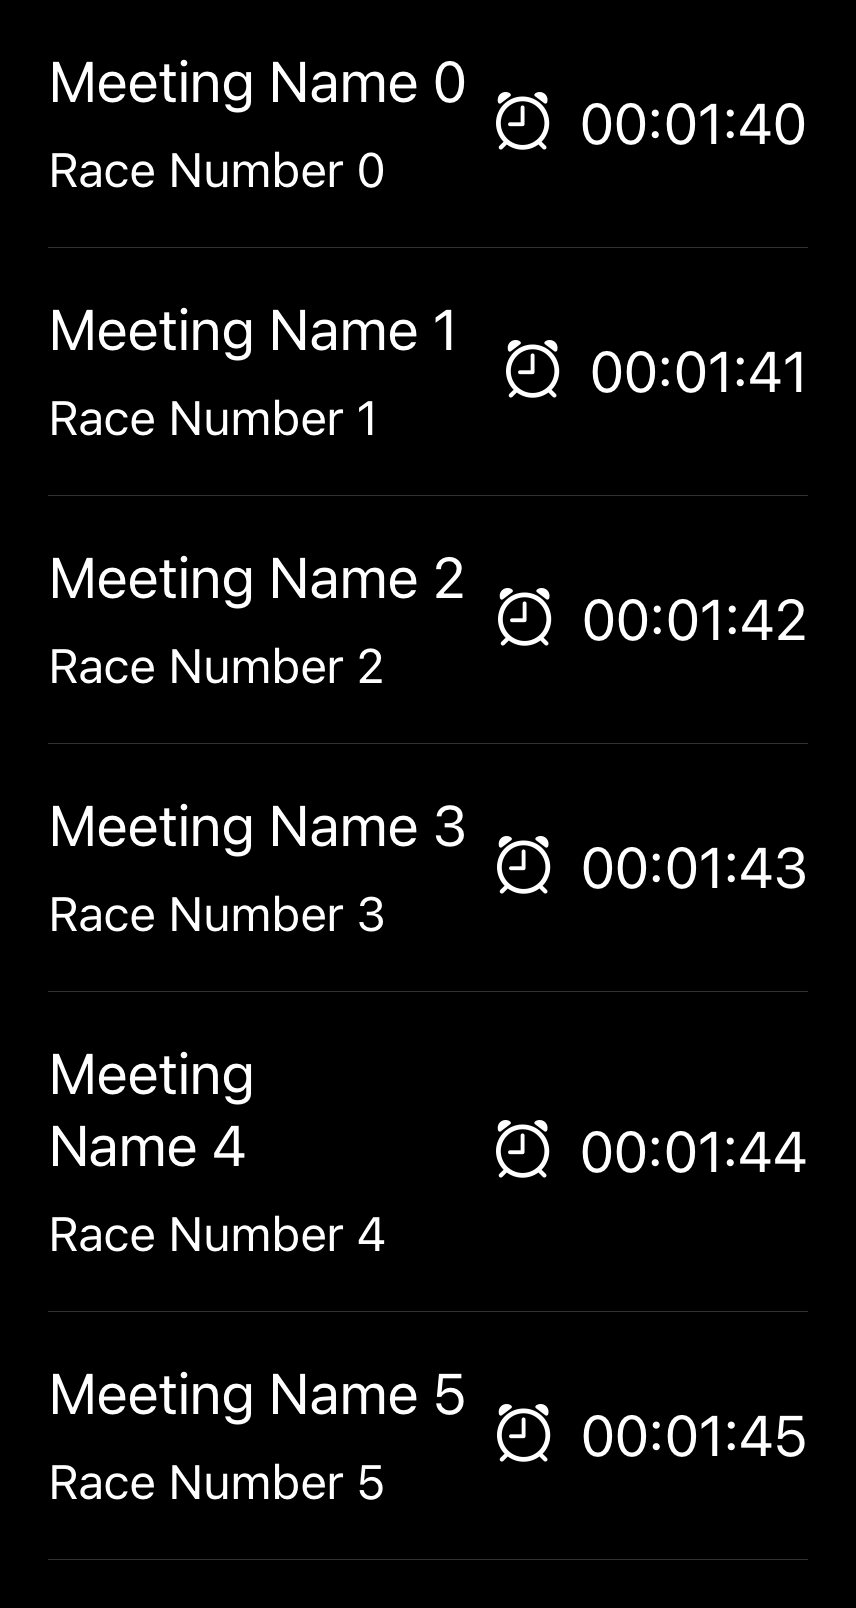 Meeting Name 0
00:01:40
Race Number 0
Meeting Name 1
00:01:41
Race Number 1
Meeting Name 2
00:01:42
Race Number 2
Meeting Name 3
00:01:43
Race Number 3
Meeting
Name 4
00:01:44
Race Number 4
Meeting Name 5
00:01:45
Race Number 5